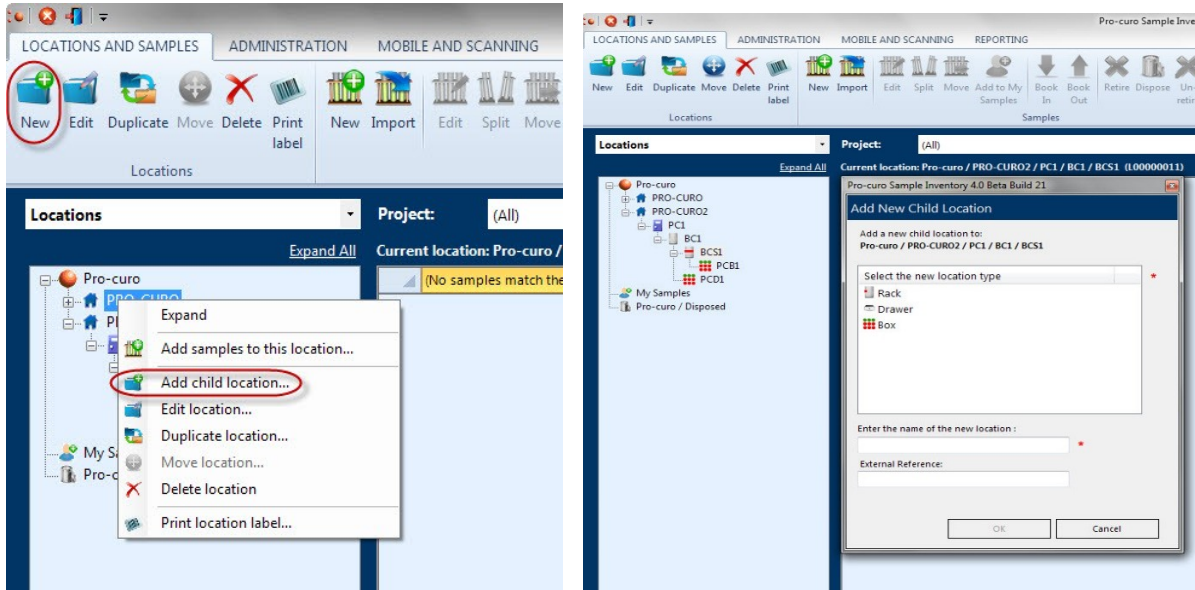 LOCATIONS AND SAMPLES ADMINISTRATION MOBILE AND SCANNING
New Edit Duplicate Move Delete Print label New Import Edit Split Move
Locations
Locations Project: (All)
Expand All Current location: Pro-curo /
Pro-curo (No samples match the
PRO-CURO
Expand
Add samples to this location...
Add child location...
Edit location...
Duplicate location...
My Sa
Move location...
Pro-c
Delete location
Print location label...
Pro-curo Sample Inve
LOCATIONS AND SAMPLES ADMINISTRATION MOBILE AND SCANNING REPORTING
New Edit Duplicate Move Delete Print label New Import Edit Split Move Add to My Samples Book In Book Out Retire Dispose Un- retir
Locations Samples
Locations Project: (All)
Expand All Current location: Pro-curo / PRO-CURO2 / PC1 / BC1 / BCS1 (L00000011)
Pro-curo
PRO-CURO
PRO-CURO2
PC1
BC1
BCS1
PCB1
PCD1
My Samples
Pro-curo / Disposed
Pro-curo Sample Inventory 4.0 Beta Build 21
Add New Child Location
Add a new child location to:
Pro-curo / PRO-CURO2 / PC1 / BC1 / BCS1
Select the new location type *
Rack
Drawer
Box
Enter the name of the new location :
*
External Reference:
OK Cancel